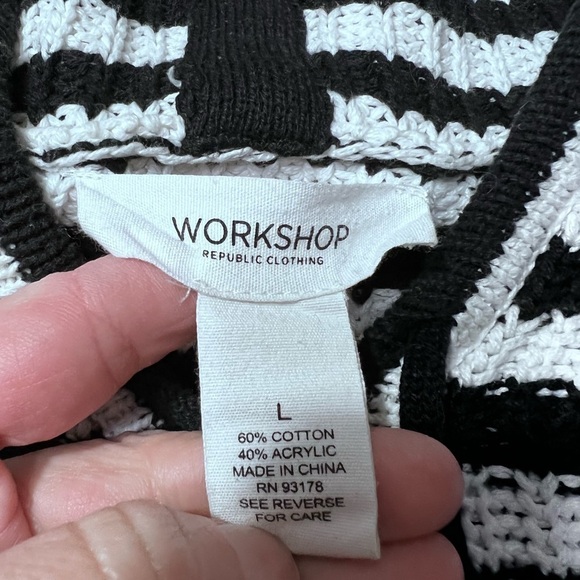 WORKSHOP
REPUBLIC CLOTHING
L
60% COTTON
40% ACRYLIC
MADE IN CHINA
RN 93178
SEE REVERSE
FOR CARE